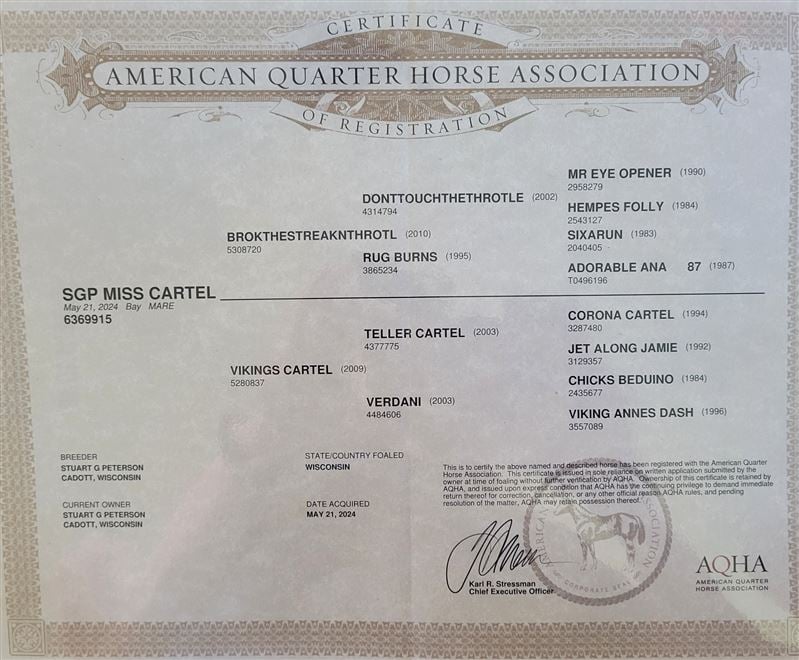 CERTIFICATE
AMERICAN QUARTER HORSE ASSOCIATION
OF REGISTRATION
MR EYE OPENER (1990)
2958279
DONTTOUCHTHETHROTLE (2002)
4314794
HEMPES FOLLY (1984)
2543127
BROKTHESTREAKNTHROTL (2010)
5308720
SIXARUN (1983)
2040405
RUG BURNS (1995)
3865234
ADORABLE ANA 87 (1987)
T0496196
SGP MISS CARTEL
May 21, 2024 Bay MARE
6369915
CORONA CARTEL (1994)
3287480
TELLER CARTEL (2003)
4377775
JET ALONG JAMIE (1992)
3129357
VIKINGS CARTEL (2009)
5280837
CHICKS BEDUINO (1984)
2435677
VERDANI (2003)
4484606
VIKING ANNES DASH (1996)
3557089
BREEDER
STUART G PETERSON
CADOTT, WISCONSIN
STATE/COUNTRY FOALED
WISCONSIN
CURRENT OWNER
STUART G PETERSON
CADOTT, WISCONSIN
DATE ACQUIRED
MAY 21, 2024
This is to certify the above named and described horse has been registered with the American Quarter
Horse Association. This certificate is issued in sole reliance on written application submitted by the
owner at time of foaling without further verification by AQHA. Ownership of this certificate is retained by
AQHA, and issued upon express condition that AQHA has the continuing privilege to demand immediate
return thereof for correction, cancellation, or any other official reason AQHA rules, and pending
resolution of the matter, AQHA may retain possession thereof.
Karl R. Stressman
Chief Executive Officer
AMERICAN ASSOCIATION
CORPORATE SEAL
AQHA
AMERICAN QUARTER
HORSE ASSOCIATION